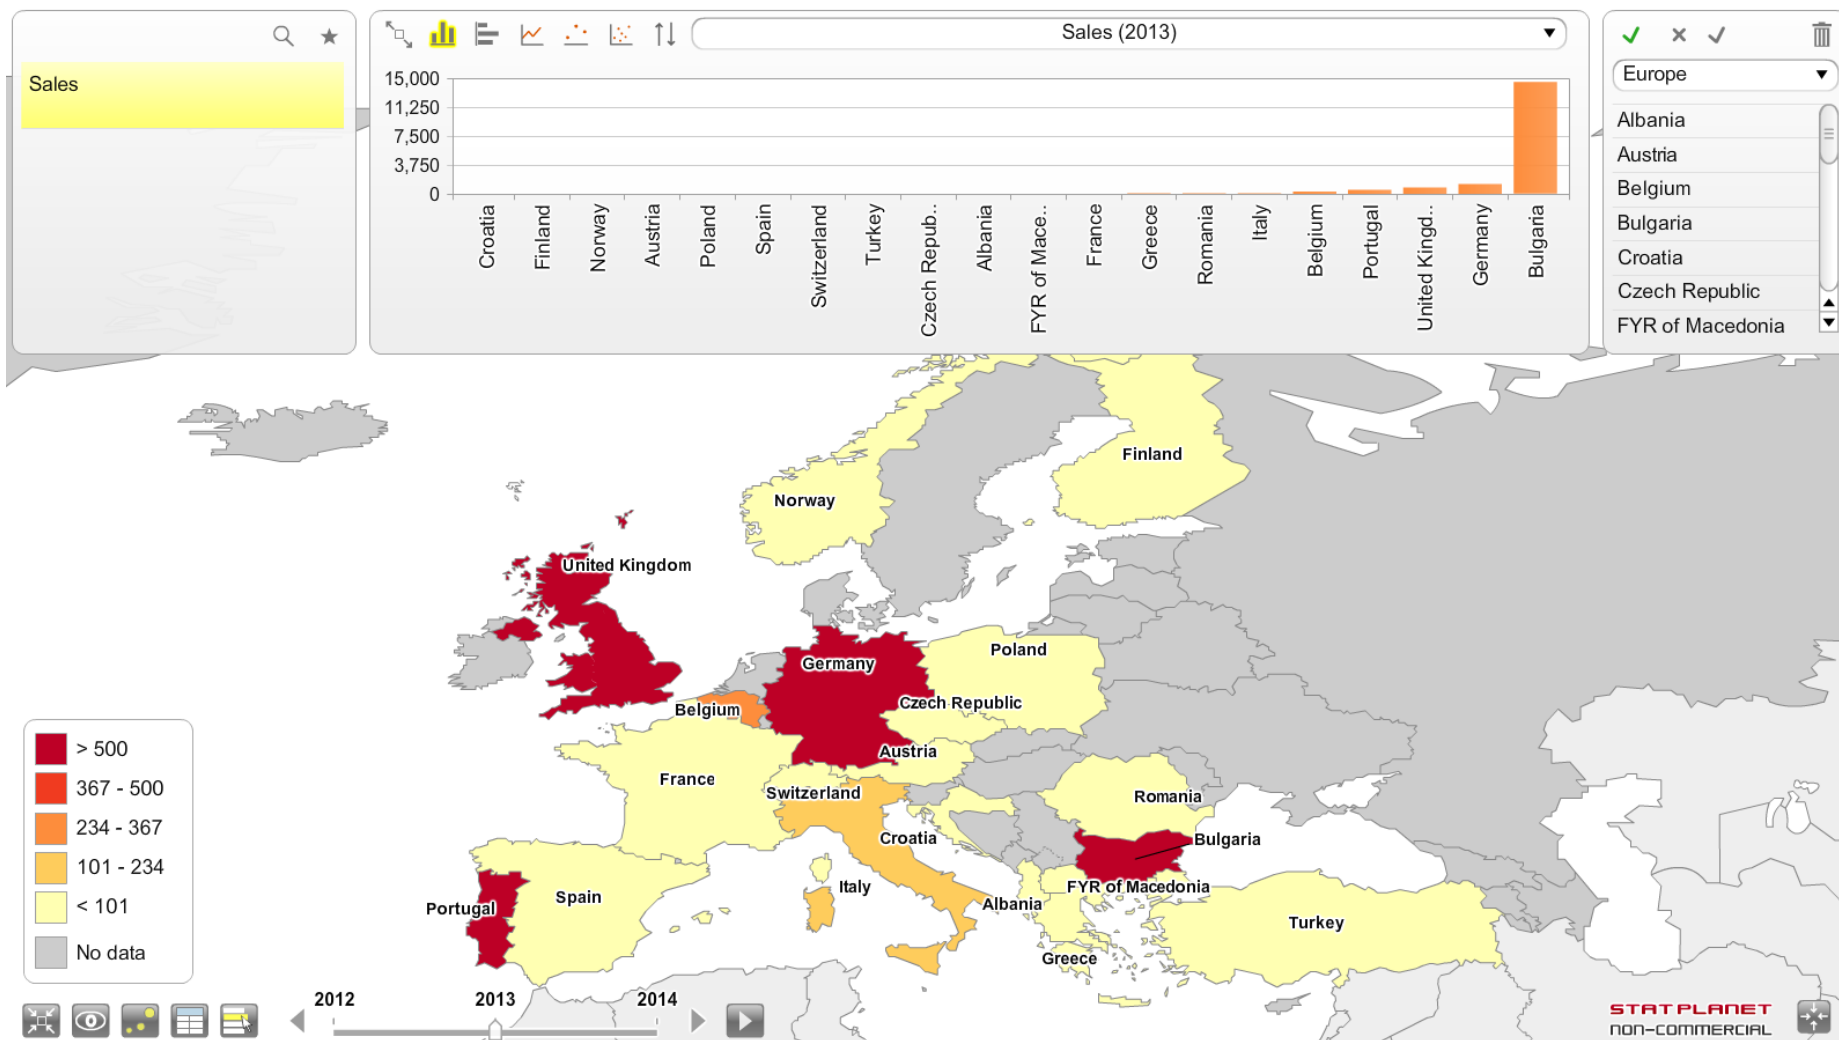 Sales
Sales (2013)
15,000
11,250
7,500
3,750
0
Croatia
Finland
Norway
Austria
Poland
Spain
Switzerland
Turkey
Czech Repub..
Albania
FYR of Mace..
France
Greece
Romania
Italy
Belgium
Portugal
United Kingd..
Germany
Bulgaria
Europe
Albania
Austria
Belgium
Bulgaria
Croatia
Czech Republic
FYR of Macedonia
Finland
Norway
United Kingdom
Poland
Germany
Czech Republic
Belgium
Austria
France
Switzerland
Romania
Croatia
Bulgaria
Italy
FYR of Macedonia
Spain
Albania
Portugal
Turkey
Greece
> 500
367 - 500
234 - 367
101 - 234
< 101
No data
2012
2013
2014
STATPLANET
NON-COMMERCIAL